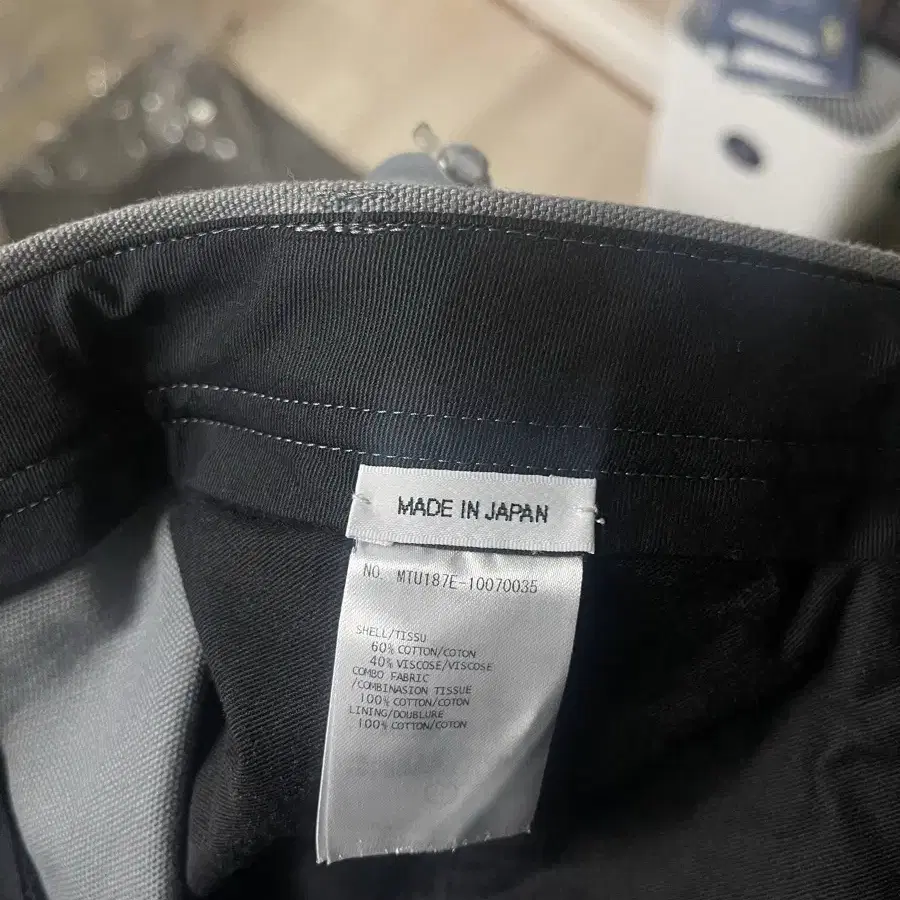 MADE IN JAPAN
NO. MTU187E-10070035
SHELL/TISSU
60% COTTON/COTON
40% VISCOSE/VISCOSE
COMBO FABRIC
/COMBINASION TISSUE
100% COTTON/COTON
LINING/DOUBLURE
100% COTTON/COTON